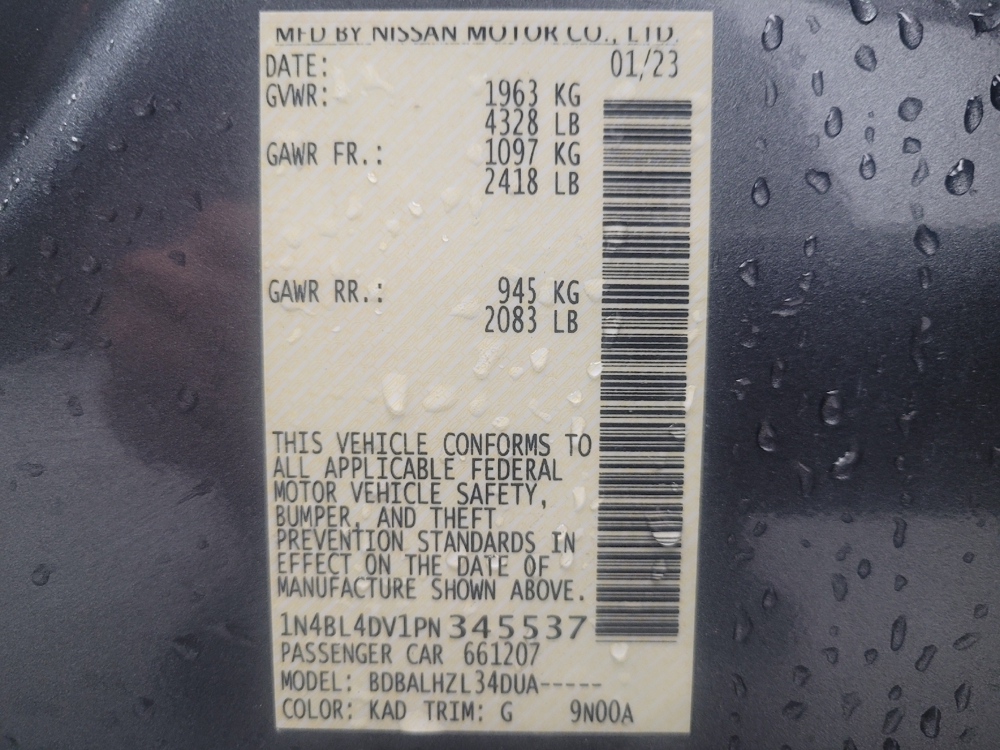 MFD BY NISSAN MOTOR CO., LTD.
DATE: 01/23
GVWR: 1963 KG
4328 LB
GAWR FR.: 1097 KG
2418 LB
GAWR RR.: 945 KG
2083 LB
THIS VEHICLE CONFORMS TO
ALL APPLICABLE FEDERAL
MOTOR VEHICLE SAFETY,
BUMPER, AND THEFT
PREVENTION STANDARDS IN
EFFECT ON THE DATE OF
MANUFACTURE SHOWN ABOVE.
1N4BL4DV1PN345537
PASSENGER CAR 661207
MODEL: BDBALHZL34DUA-----
COLOR: KAD TRIM: G 9N00A